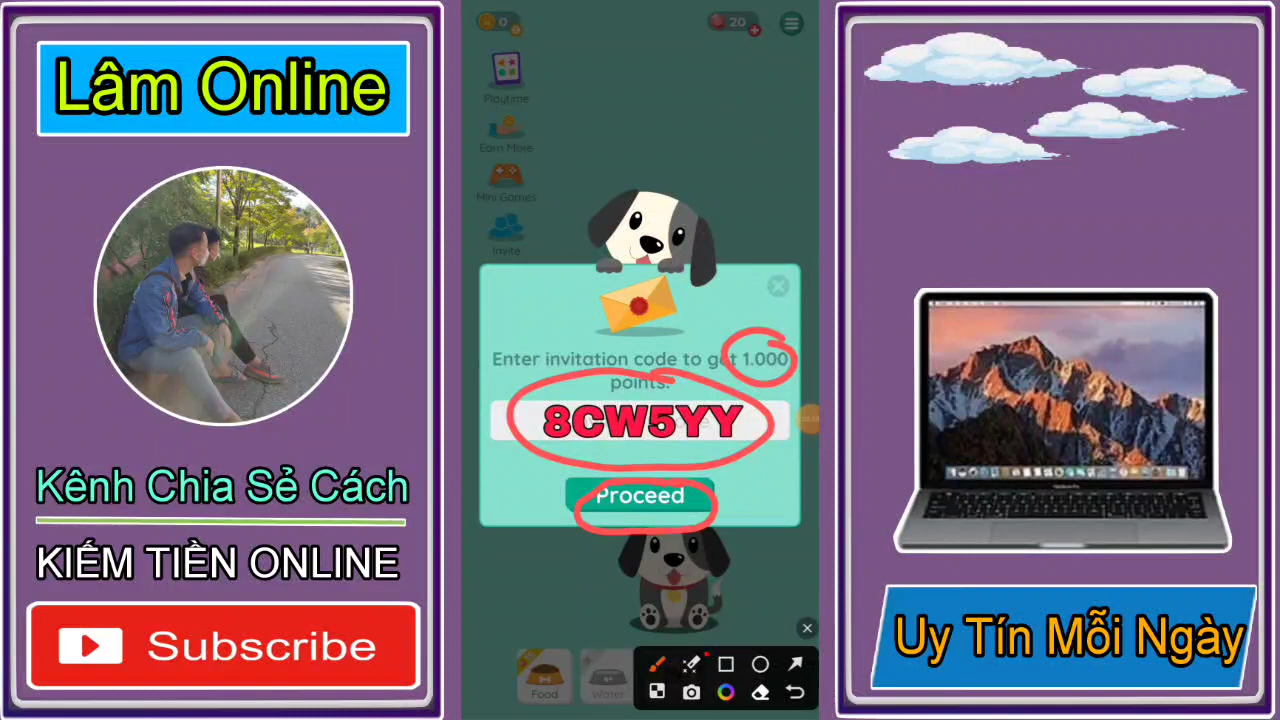 Lâm Online
Kênh Chia Sẻ Cách
KIẾM TIỀN ONLINE
Subscribe
0
20
Playtime
Earn More
Mini Games
Invite
Enter invitation code to get 1.000
points.
8CW5YY
Proceed
Food
Water
Uy Tín Mỗi Ngày